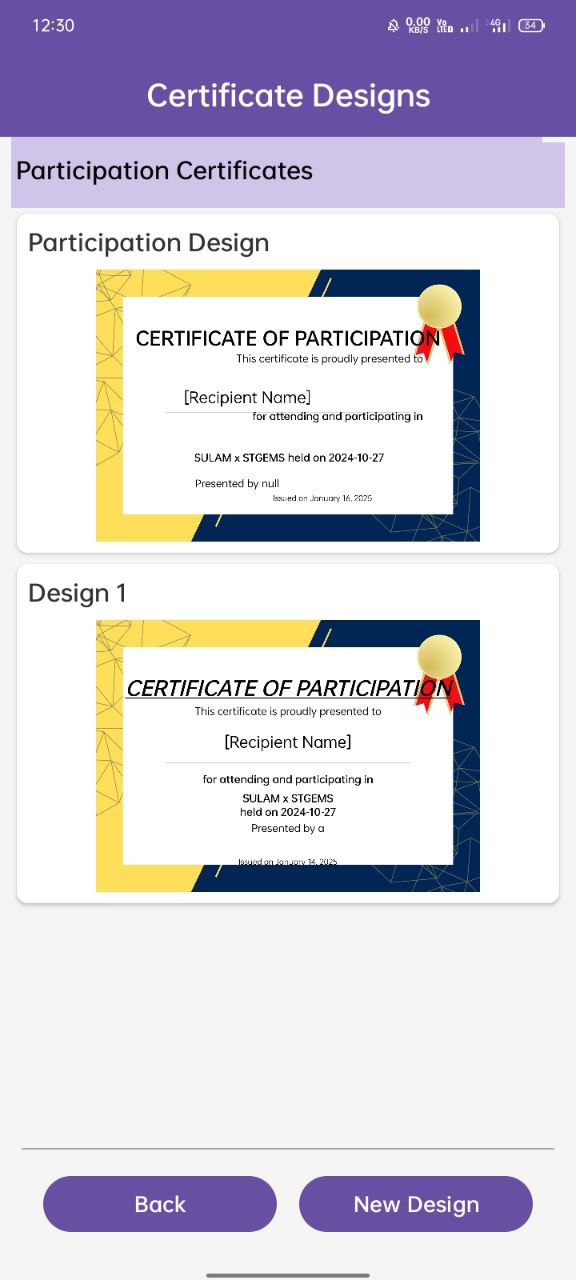 12:30
0.00 KB/S
Vo LTE
4G
34
Certificate Designs
Participation Certificates
Participation Design
CERTIFICATE OF PARTICIPATION
This certificate is proudly presented to
[Recipient Name]
for attending and participating in
SULAM x STGEMS held on 2024-10-27
Presented by null
Issued on January 16, 2025
Design 1
CERTIFICATE OF PARTICIPATION
This certificate is proudly presented to
[Recipient Name]
for attending and participating in
SULAM x STGEMS
held on 2024-10-27
Presented by a
Issued on January 14, 2025
Back
New Design